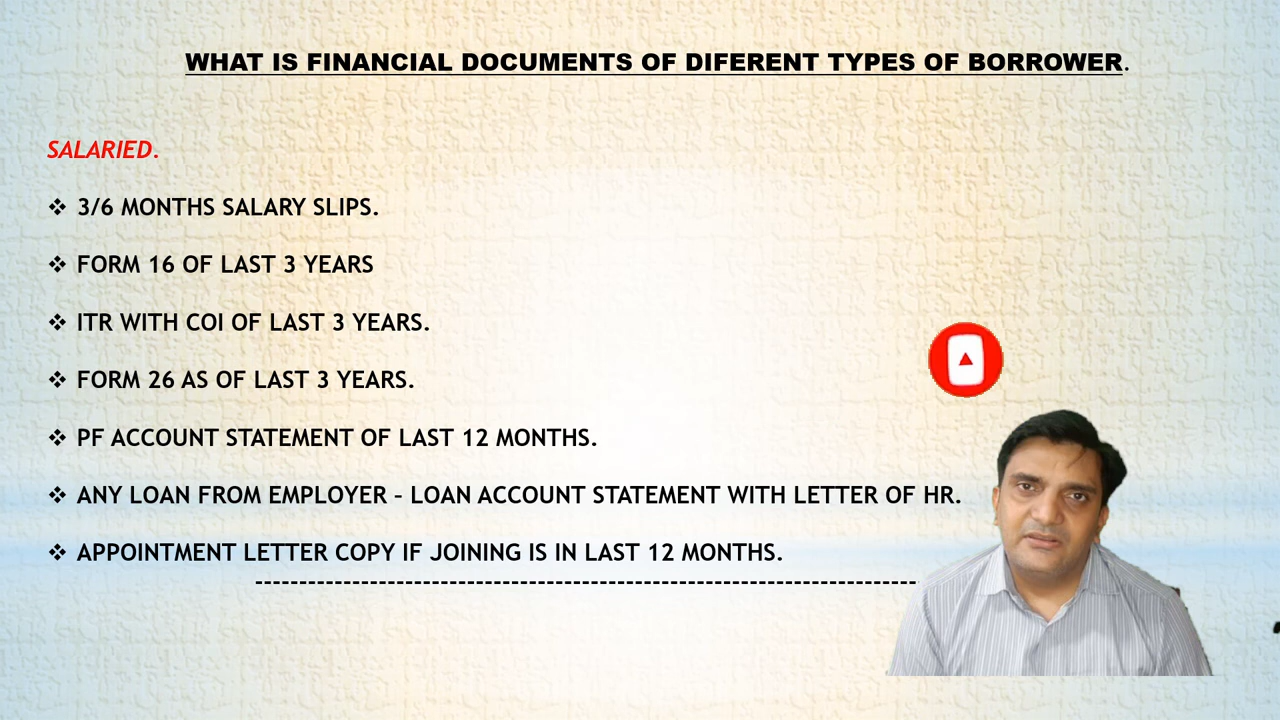 WHAT IS FINANCIAL DOCUMENTS OF DIFERENT TYPES OF BORROWER.
SALARIED.
❖ 3/6 MONTHS SALARY SLIPS.
❖ FORM 16 OF LAST 3 YEARS
❖ ITR WITH COI OF LAST 3 YEARS.
❖ FORM 26 AS OF LAST 3 YEARS.
❖ PF ACCOUNT STATEMENT OF LAST 12 MONTHS.
❖ ANY LOAN FROM EMPLOYER – LOAN ACCOUNT STATEMENT WITH LETTER OF HR.
❖ APPOINTMENT LETTER COPY IF JOINING IS IN LAST 12 MONTHS.
---------------------------------------------------------------------------